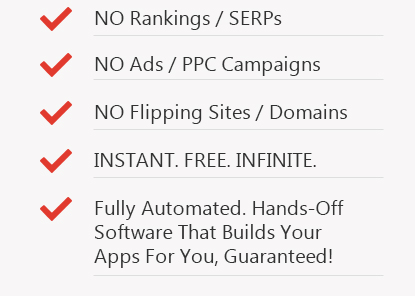 NO Rankings / SERPs
NO Ads / PPC Campaigns
NO Flipping Sites / Domains
INSTANT. FREE. INFINITE.
Fully Automated. Hands-Off
Software That Builds Your
Apps For You, Guaranteed!